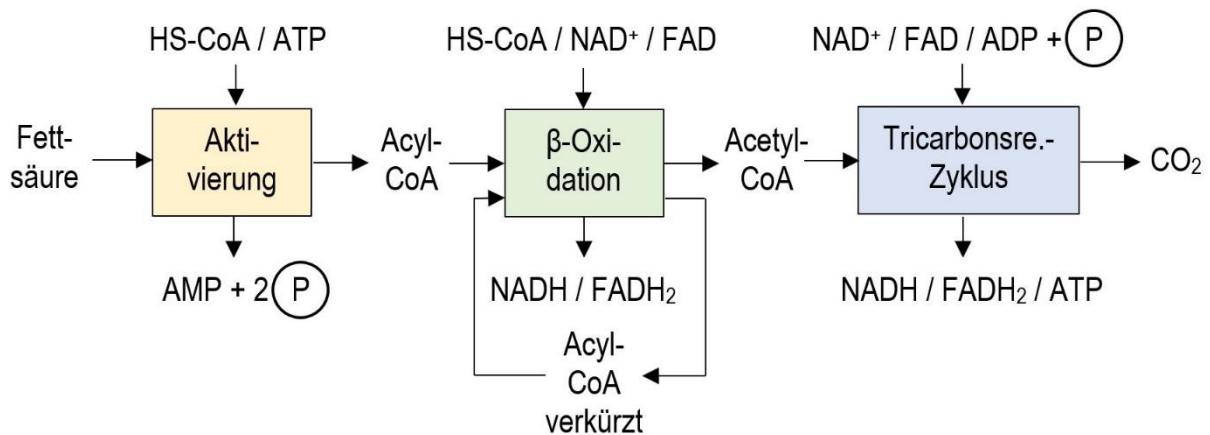 HS-CoA / ATP
HS-CoA / NAD⁺ / FAD
NAD⁺ / FAD / ADP + P
Fett-
säure
Akti-
vierung
Acyl-
CoA
β-Oxi-
dation
Acetyl-
CoA
Tricarbonsre.-
Zyklus
CO₂
AMP + 2 P
NADH / FADH₂
NADH / FADH₂ / ATP
Acyl-
CoA
verkürzt